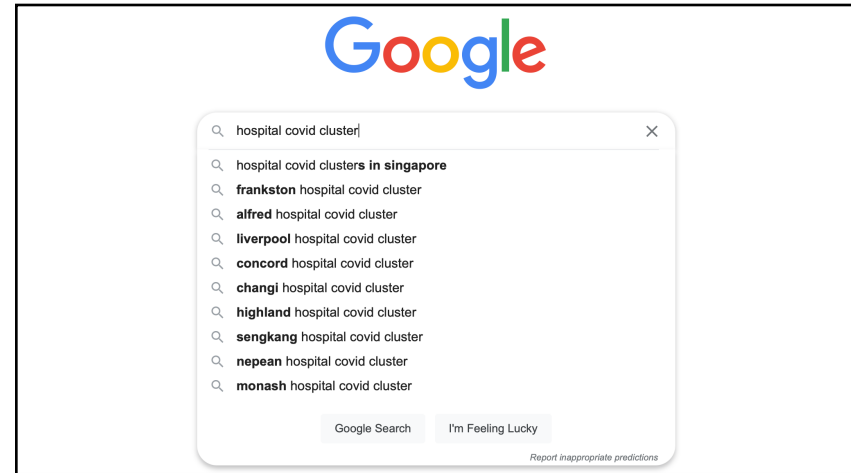 Google
hospital covid cluster
hospital covid clusters in singapore
frankston hospital covid cluster
alfred hospital covid cluster
liverpool hospital covid cluster
concord hospital covid cluster
changi hospital covid cluster
highland hospital covid cluster
sengkang hospital covid cluster
nepean hospital covid cluster
monash hospital covid cluster
Google Search I'm Feeling Lucky
Report inappropriate predictions